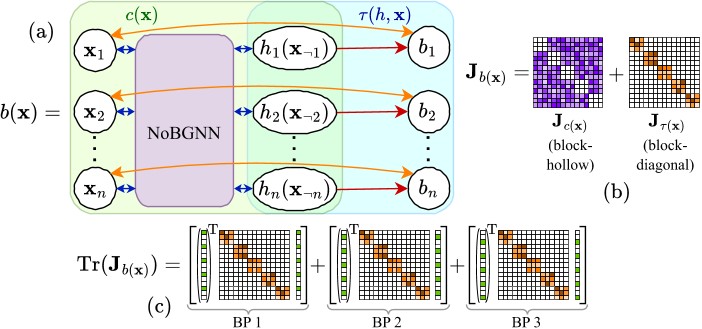 (a)
c(𝐱)
τ(h, 𝐱)
b(𝐱) =
𝐱₁
h₁(𝐱¬₁)
b₁
𝐱₂
NoBGNN
h₂(𝐱¬₂)
b₂
⋮ ⋮ ⋮
𝐱ₙ
hₙ(𝐱¬ₙ)
bₙ
𝐉b(𝐱) = +
𝐉c(𝐱) 𝐉τ(𝐱)
(block-hollow) (block-diagonal)
(b)
Tr(𝐉b(𝐱)) = [( )T ] + [( )T ] + [( )T ]
BP 1 BP 2 BP 3
(c)